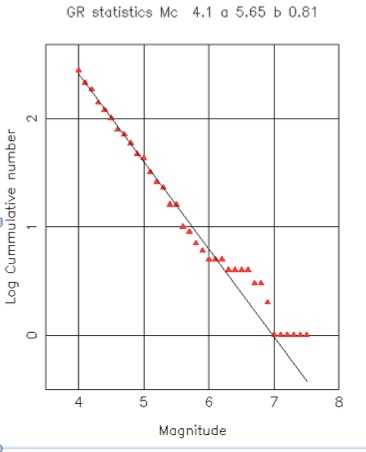 GR statistics Mc 4.1 a 5.65 b 0.81
Log Cummulative number
2
1
0
4 5 6 7 8
Magnitude